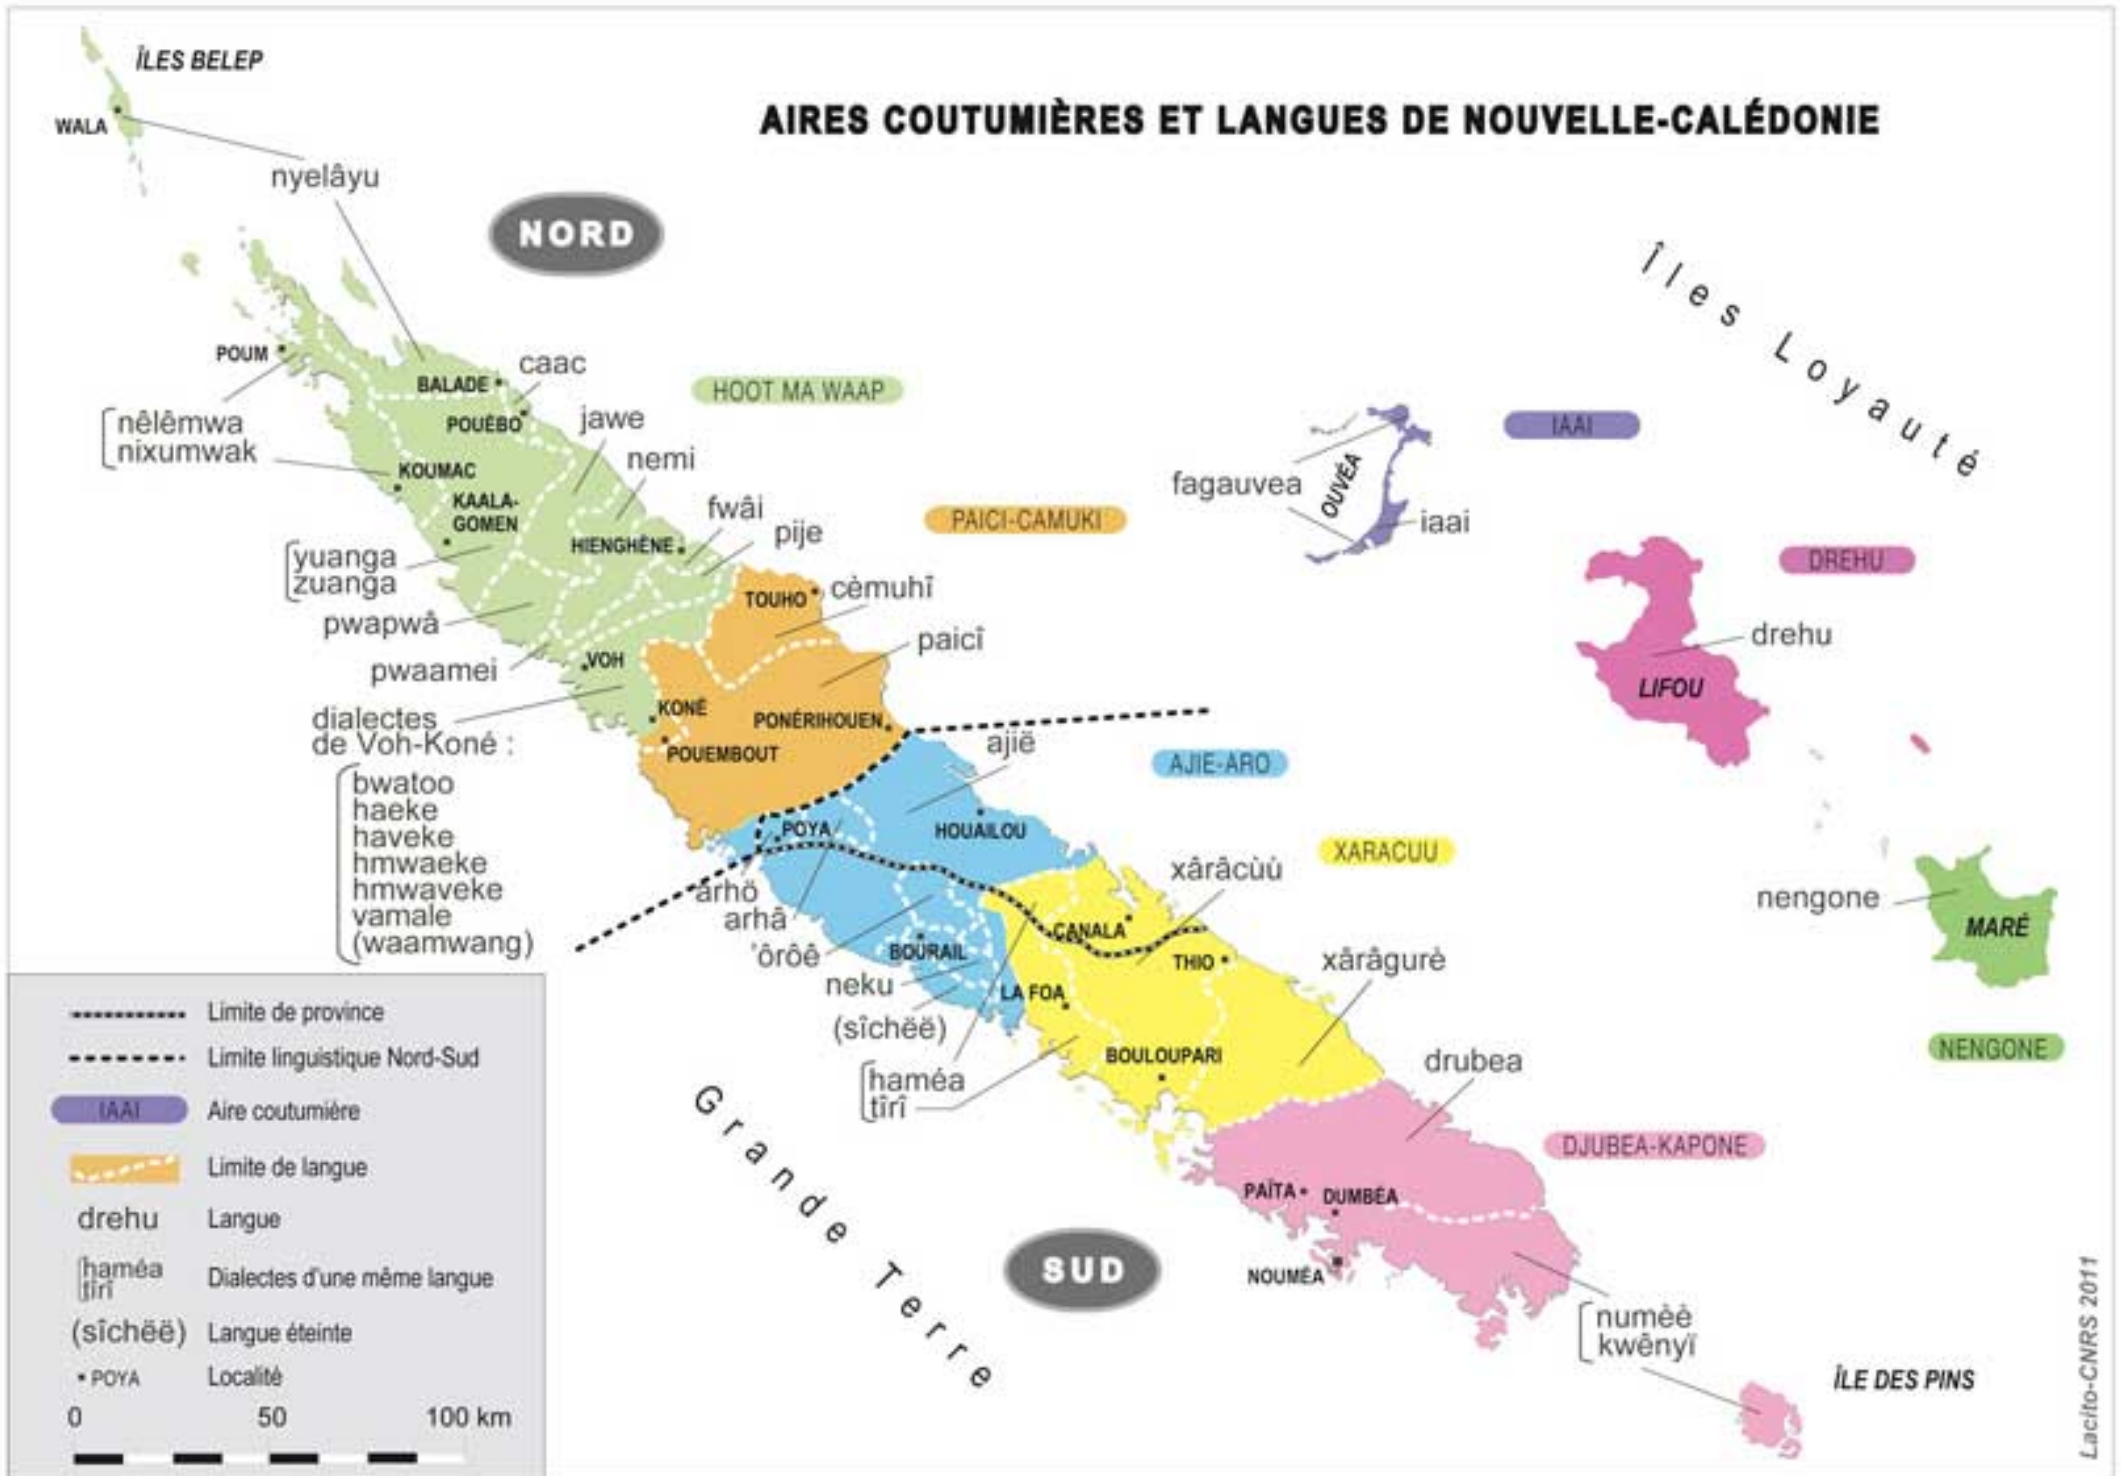 AIRES COUTUMIÈRES ET LANGUES DE NOUVELLE-CALÉDONIE
ÎLES BELEP
WALA
nyelâyu
NORD
Îles Loyauté
POUM
BALADE
caac
HOOT MA WAAP
POUÉBO
jawe
nêlêmwa
nixumwak
KOUMAC
nemi
KAALA-
GOMEN
fwâi
HIENGHÈNE
pije
PAICI-CAMUKI
yuanga
zuanga
TOUHO
cèmuhî
pwapwâ
paicî
pwaamei
VOH
KONÉ
dialectes
de Voh-Koné :
PONÉRIHOUEN
POUEMBOUT
bwatoo
haeke
haveke
hmwaeke
hmwaveke
vamale
(waamwang)
IAAI
fagauvea
OUVÉA
iaai
DREHU
drehu
LIFOU
ajië
AJIE-ARO
POYA
HOUAILOU
XARACUU
xârâcùù
nengone
MARÉ
NENGONE
arhö
arhâ
'ôrôê
BOURAIL
neku
(sîchëë)
CANALA
THIO
xârâgurè
LA FOA
haméa
tîrî
BOULOUPARI
drubea
DJUBEA-KAPONE
PAÏTA
DUMBÉA
NOUMÉA
Grande Terre
SUD
numèè
kwênyï
ÎLE DES PINS
Limite de province
Limite linguistique Nord-Sud
IAAI
Aire coutumière
Limite de langue
drehu
Langue
haméa
tîrî
Dialectes d'une même langue
(sîchëë)
Langue éteinte
POYA
Localité
0
50
100 km
Lacito-CNRS 2011